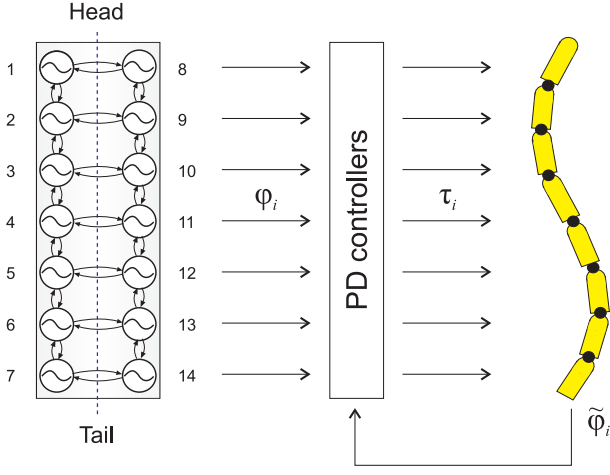 Head
1 8
2 9
3 10
4 11
5 12
6 13
7 14
φi
PD controllers
τi
φ̃i
Tail